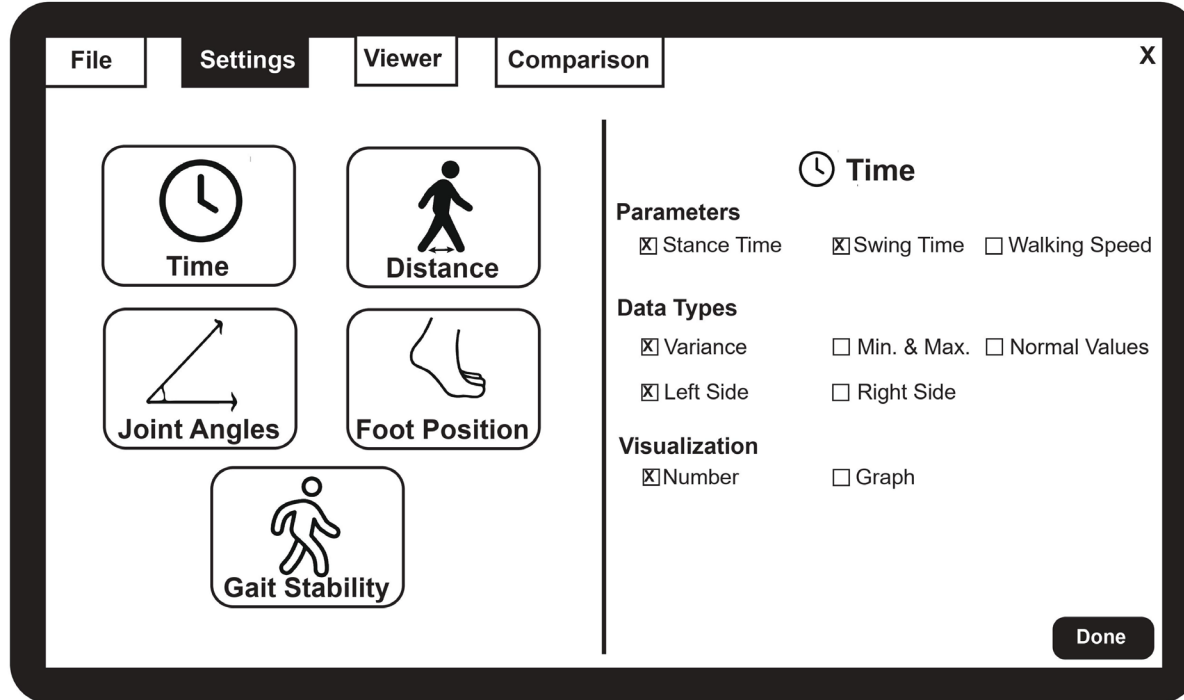 File Settings Viewer Comparison X
Time
Distance
Joint Angles
Foot Position
Gait Stability
Time
Parameters
X Stance Time X Swing Time Walking Speed
Data Types
X Variance Min. & Max. Normal Values
X Left Side Right Side
Visualization
X Number Graph
Done